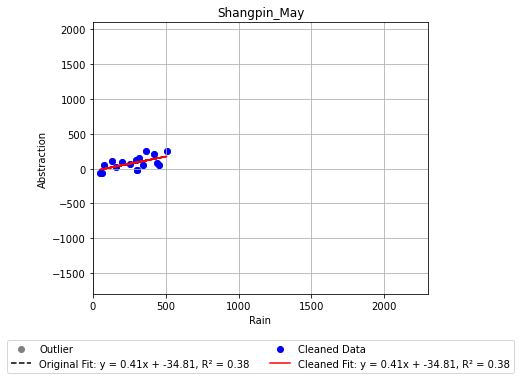 Shangpin_May
Abstraction
2000
1500
1000
500
0
-500
-1000
-1500
0 500 1000 1500 2000
Rain
Outlier
Original Fit: y = 0.41x + -34.81, R² = 0.38
Cleaned Data
Cleaned Fit: y = 0.41x + -34.81, R² = 0.38